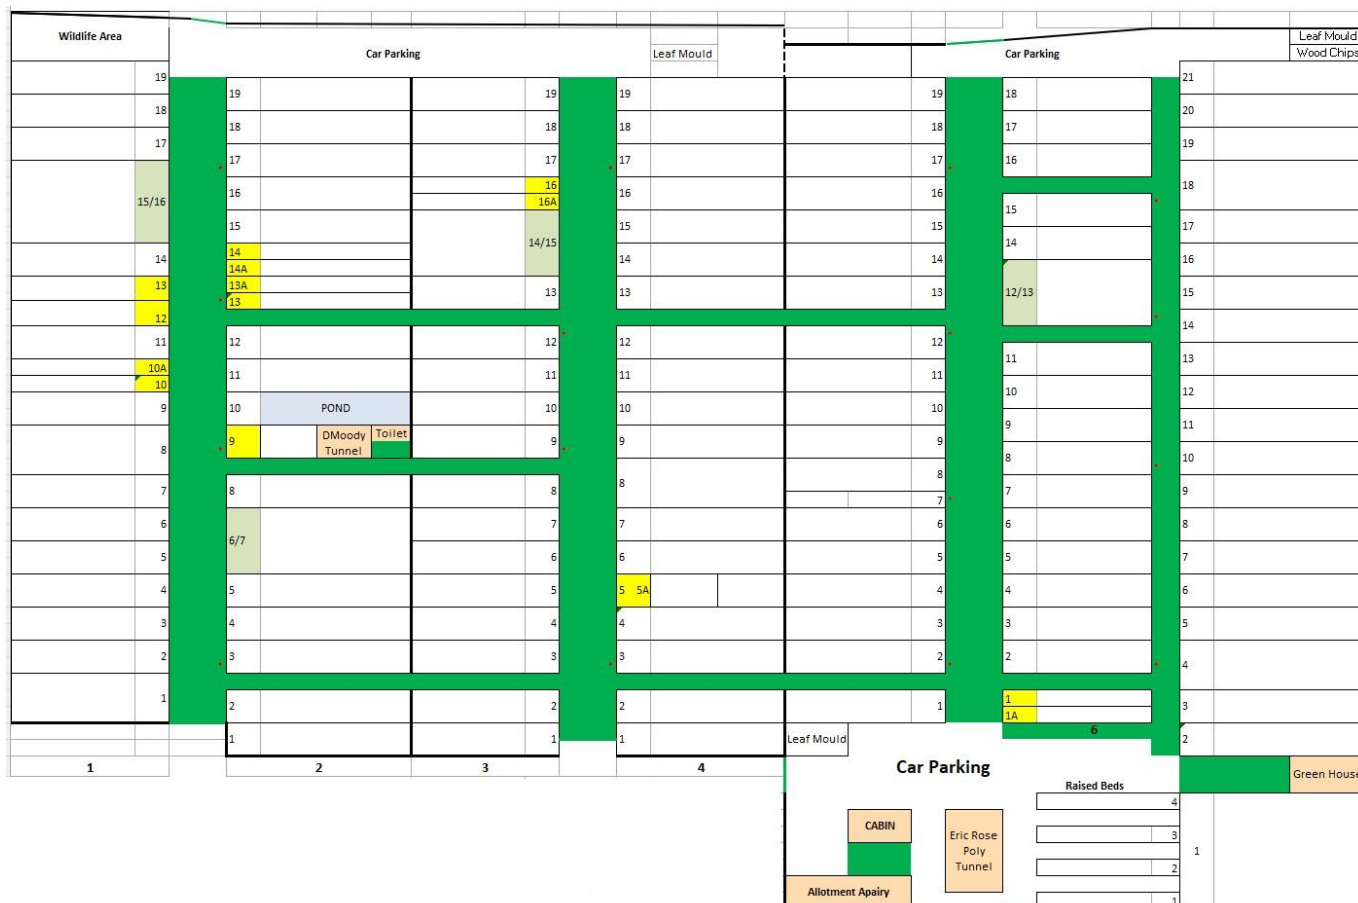 Wildlife Area
Leaf Mould
Car Parking
Leaf Mould
Car Parking
Wood Chips
19 21
19 19 19 19 18
18 20
18 18 18 18 17
17 19
17 17 17 17 16
16 18
16 16 16
15/16 16A
15 15 15 15 17
14/15 14
14
14 14 14 16
14A
13 13A
13 13 13 12/13 15
13
12 14
11 12 12 12 12
11 13
10A
11 11 11 11
10 10 12
9 10 POND 10 10 10 9
11
DMoody Toilet
9 9 9 9 8
8 Tunnel 10
8
7 8 8 8 7 9
7
6 7 7 6 6 8
6/7
5 6 6 5 5 7
4 5 5 5 5A 4 4 6
3 4 4 4 3 3 5
2 3 3 3 2 2 4
1 1
2 2 2 1 3
1A
6
1 1 1 Leaf Mould 2
1 2 3 4
Car Parking
Green House
Raised Beds
4
CABIN
Eric Rose
Poly
Tunnel
3
1
2
Allotment Apairy
1